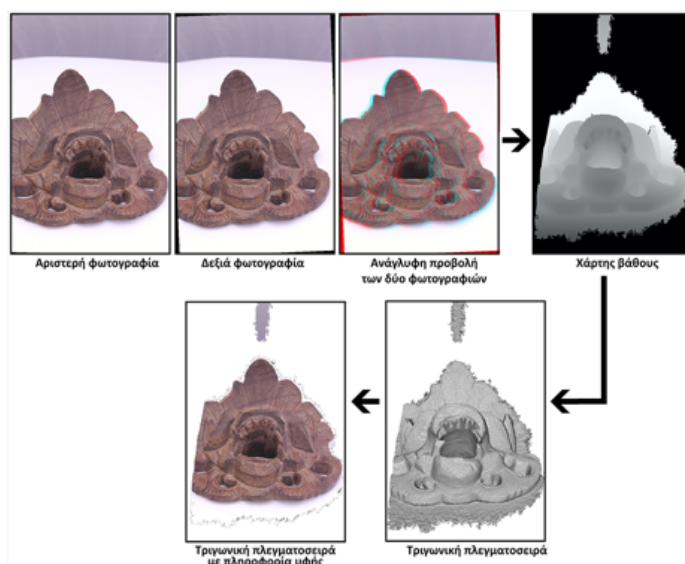 Αριστερή φωτογραφία
Δεξιά φωτογραφία
Ανάγλυφη προβολή
των δύο φωτογραφιών
Χάρτης βάθους
Τριγωνική πλεγματοσειρά
με πληροφορία υφής
Τριγωνική πλεγματοσειρά